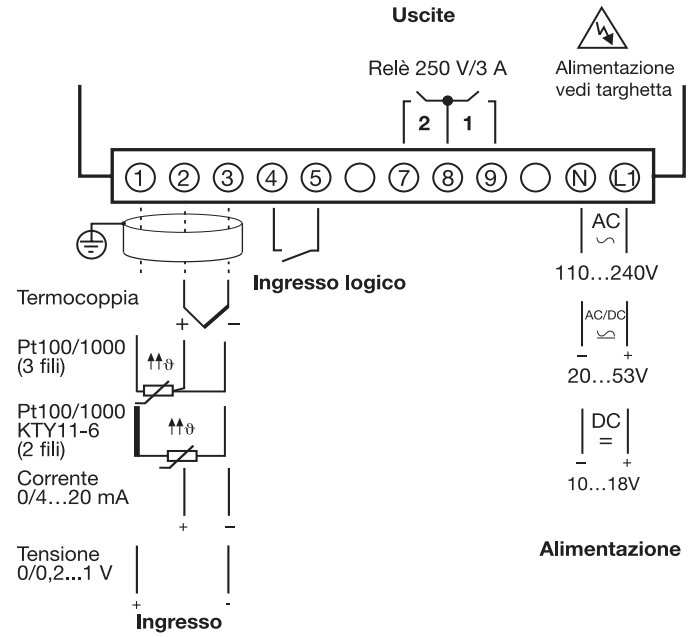 Uscite
Relè 250 V/3 A
Alimentazione
vedi targhetta
2 1
1 2 3 4 5 7 8 9 N L1
AC
110...240V
Ingresso logico
Termocoppia
+ −
AC/DC
− +
20...53V
Pt100/1000
(3 fili)
ϑ
Pt100/1000
KTY11-6
(2 fili)
ϑ
DC
=
− +
10...18V
Corrente
0/4...20 mA
+ −
Alimentazione
Tensione
0/0,2...1 V
+ -
Ingresso